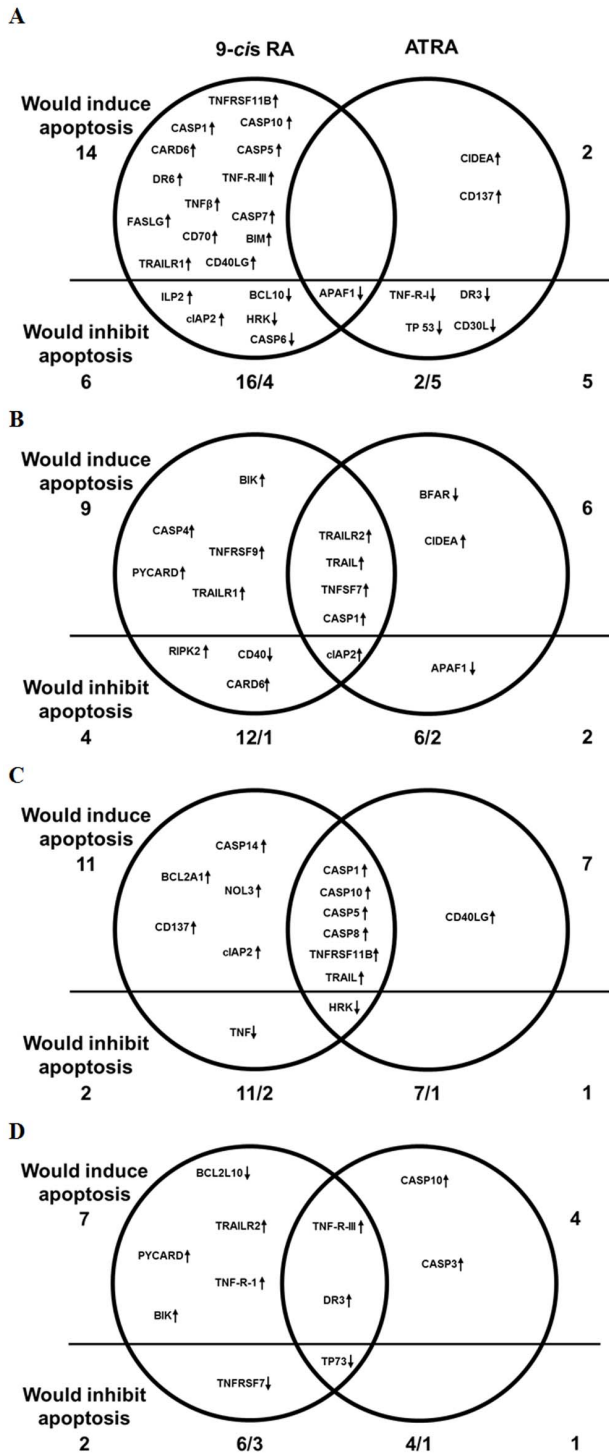 A
9-cis RA ATRA
Would induce
apoptosis
14
2
TNFRSF11B↑
CASP1↑ CASP10↑
CARD6↑ CASP5↑
DR6↑ TNF-R-III↑
TNFβ↑
FASLG↑ CASP7↑
CD70↑ BIM↑
TRAILR1↑ CD40LG↑
CIDEA↑
CD137↑
ILP2↑ BCL10↓ APAF1↓ TNF-R-I↓ DR3↓
cIAP2↑ HRK↓ TP 53↓ CD30L↓
CASP6↓
Would inhibit
apoptosis
6 16/4 2/5 5
B
Would induce
apoptosis
9
6
BIK↑
BFAR↓
CASP4↑ TRAILR2↑ CIDEA↑
TNFRSF9↑
PYCARD↑ TRAIL↑
TRAILR1↑ TNFSF7↑
CASP1↑
RIPK2↑ CD40↓ cIAP2↑
CARD6↑ APAF1↓
Would inhibit
apoptosis
4 12/1 6/2 2
C
Would induce
apoptosis
11
7
CASP14↑
BCL2A1↑ CASP1↑
NOL3↑ CASP10↑
CASP5↑ CD40LG↑
CD137↑ CASP8↑
cIAP2↑ TNFRSF11B↑
TRAIL↑
HRK↓
TNF↓
Would inhibit
apoptosis
2 11/2 7/1 1
D
Would induce
apoptosis
7
4
BCL2L10↓ CASP10↑
TRAILR2↑ TNF-R-III↑
PYCARD↑ CASP3↑
TNF-R-1↑
BIK↑ DR3↑
TP73↓
TNFRSF7↓
Would inhibit
apoptosis
2 6/3 4/1 1